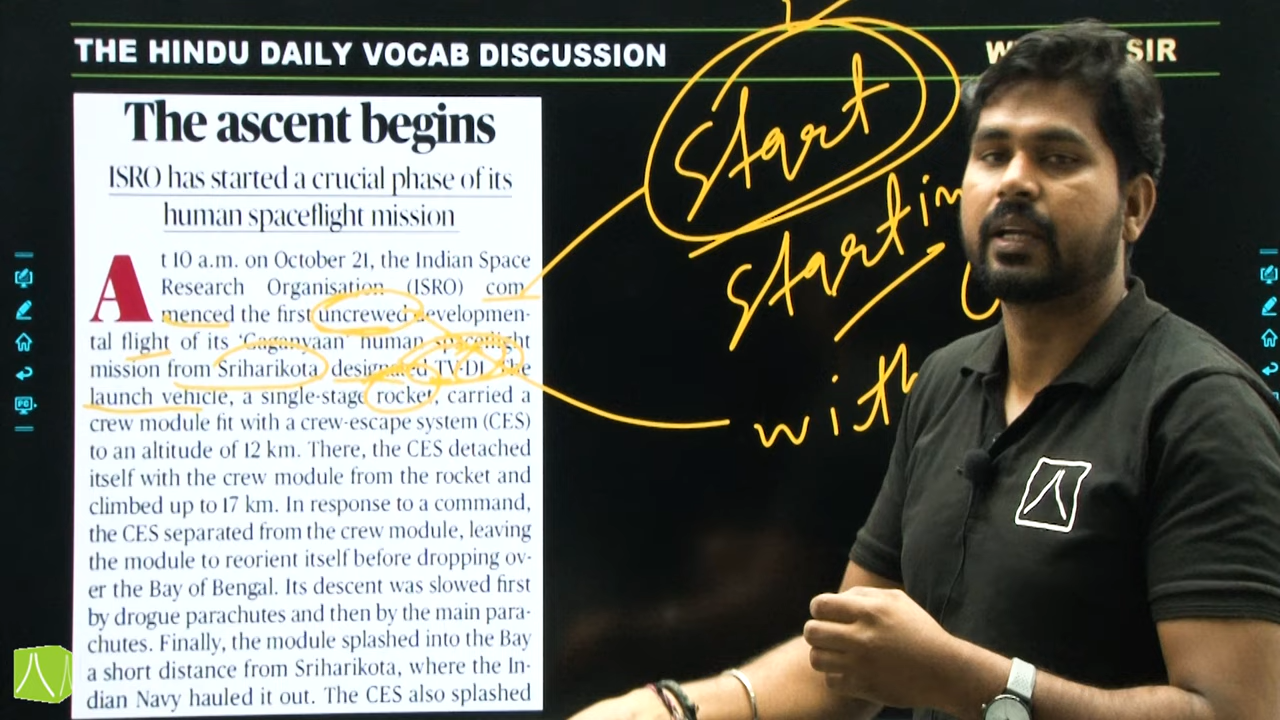 THE HINDU DAILY VOCAB DISCUSSION
SIR
The ascent begins
ISRO has started a crucial phase of its
human spaceflight mission
At 10 a.m. on October 21, the Indian Space
Research Organisation (ISRO) com
menced the first uncrewed developmen-
tal flight of its 'Gaganyaan' human spaceflight
mission from Sriharikota designated TV-D1. The
launch vehicle, a single-stage rocket, carried a
crew module fit with a crew-escape system (CES)
to an altitude of 12 km. There, the CES detached
itself with the crew module from the rocket and
climbed up to 17 km. In response to a command,
the CES separated from the crew module, leaving
the module to reorient itself before dropping ov-
er the Bay of Bengal. Its descent was slowed first
by drogue parachutes and then by the main para-
chutes. Finally, the module splashed into the Bay
a short distance from Sriharikota, where the In-
dian Navy hauled it out. The CES also splashed
start
startin
with